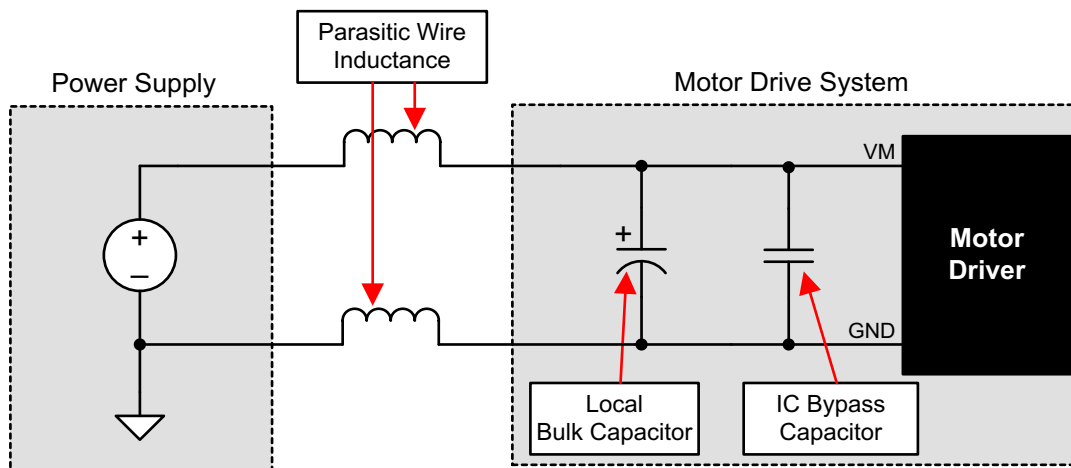 Parasitic Wire
Inductance
Power Supply
Motor Drive System
VM
+
−
+
Motor
Driver
GND
Local
Bulk Capacitor
IC Bypass
Capacitor